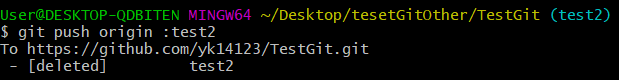 User@DESKTOP-QDBITEN MINGW64 ~/Desktop/tesetGitOther/TestGit (test2)
$ git push origin :test2
To https://github.com/yk14123/TestGit.git
 - [deleted]         test2